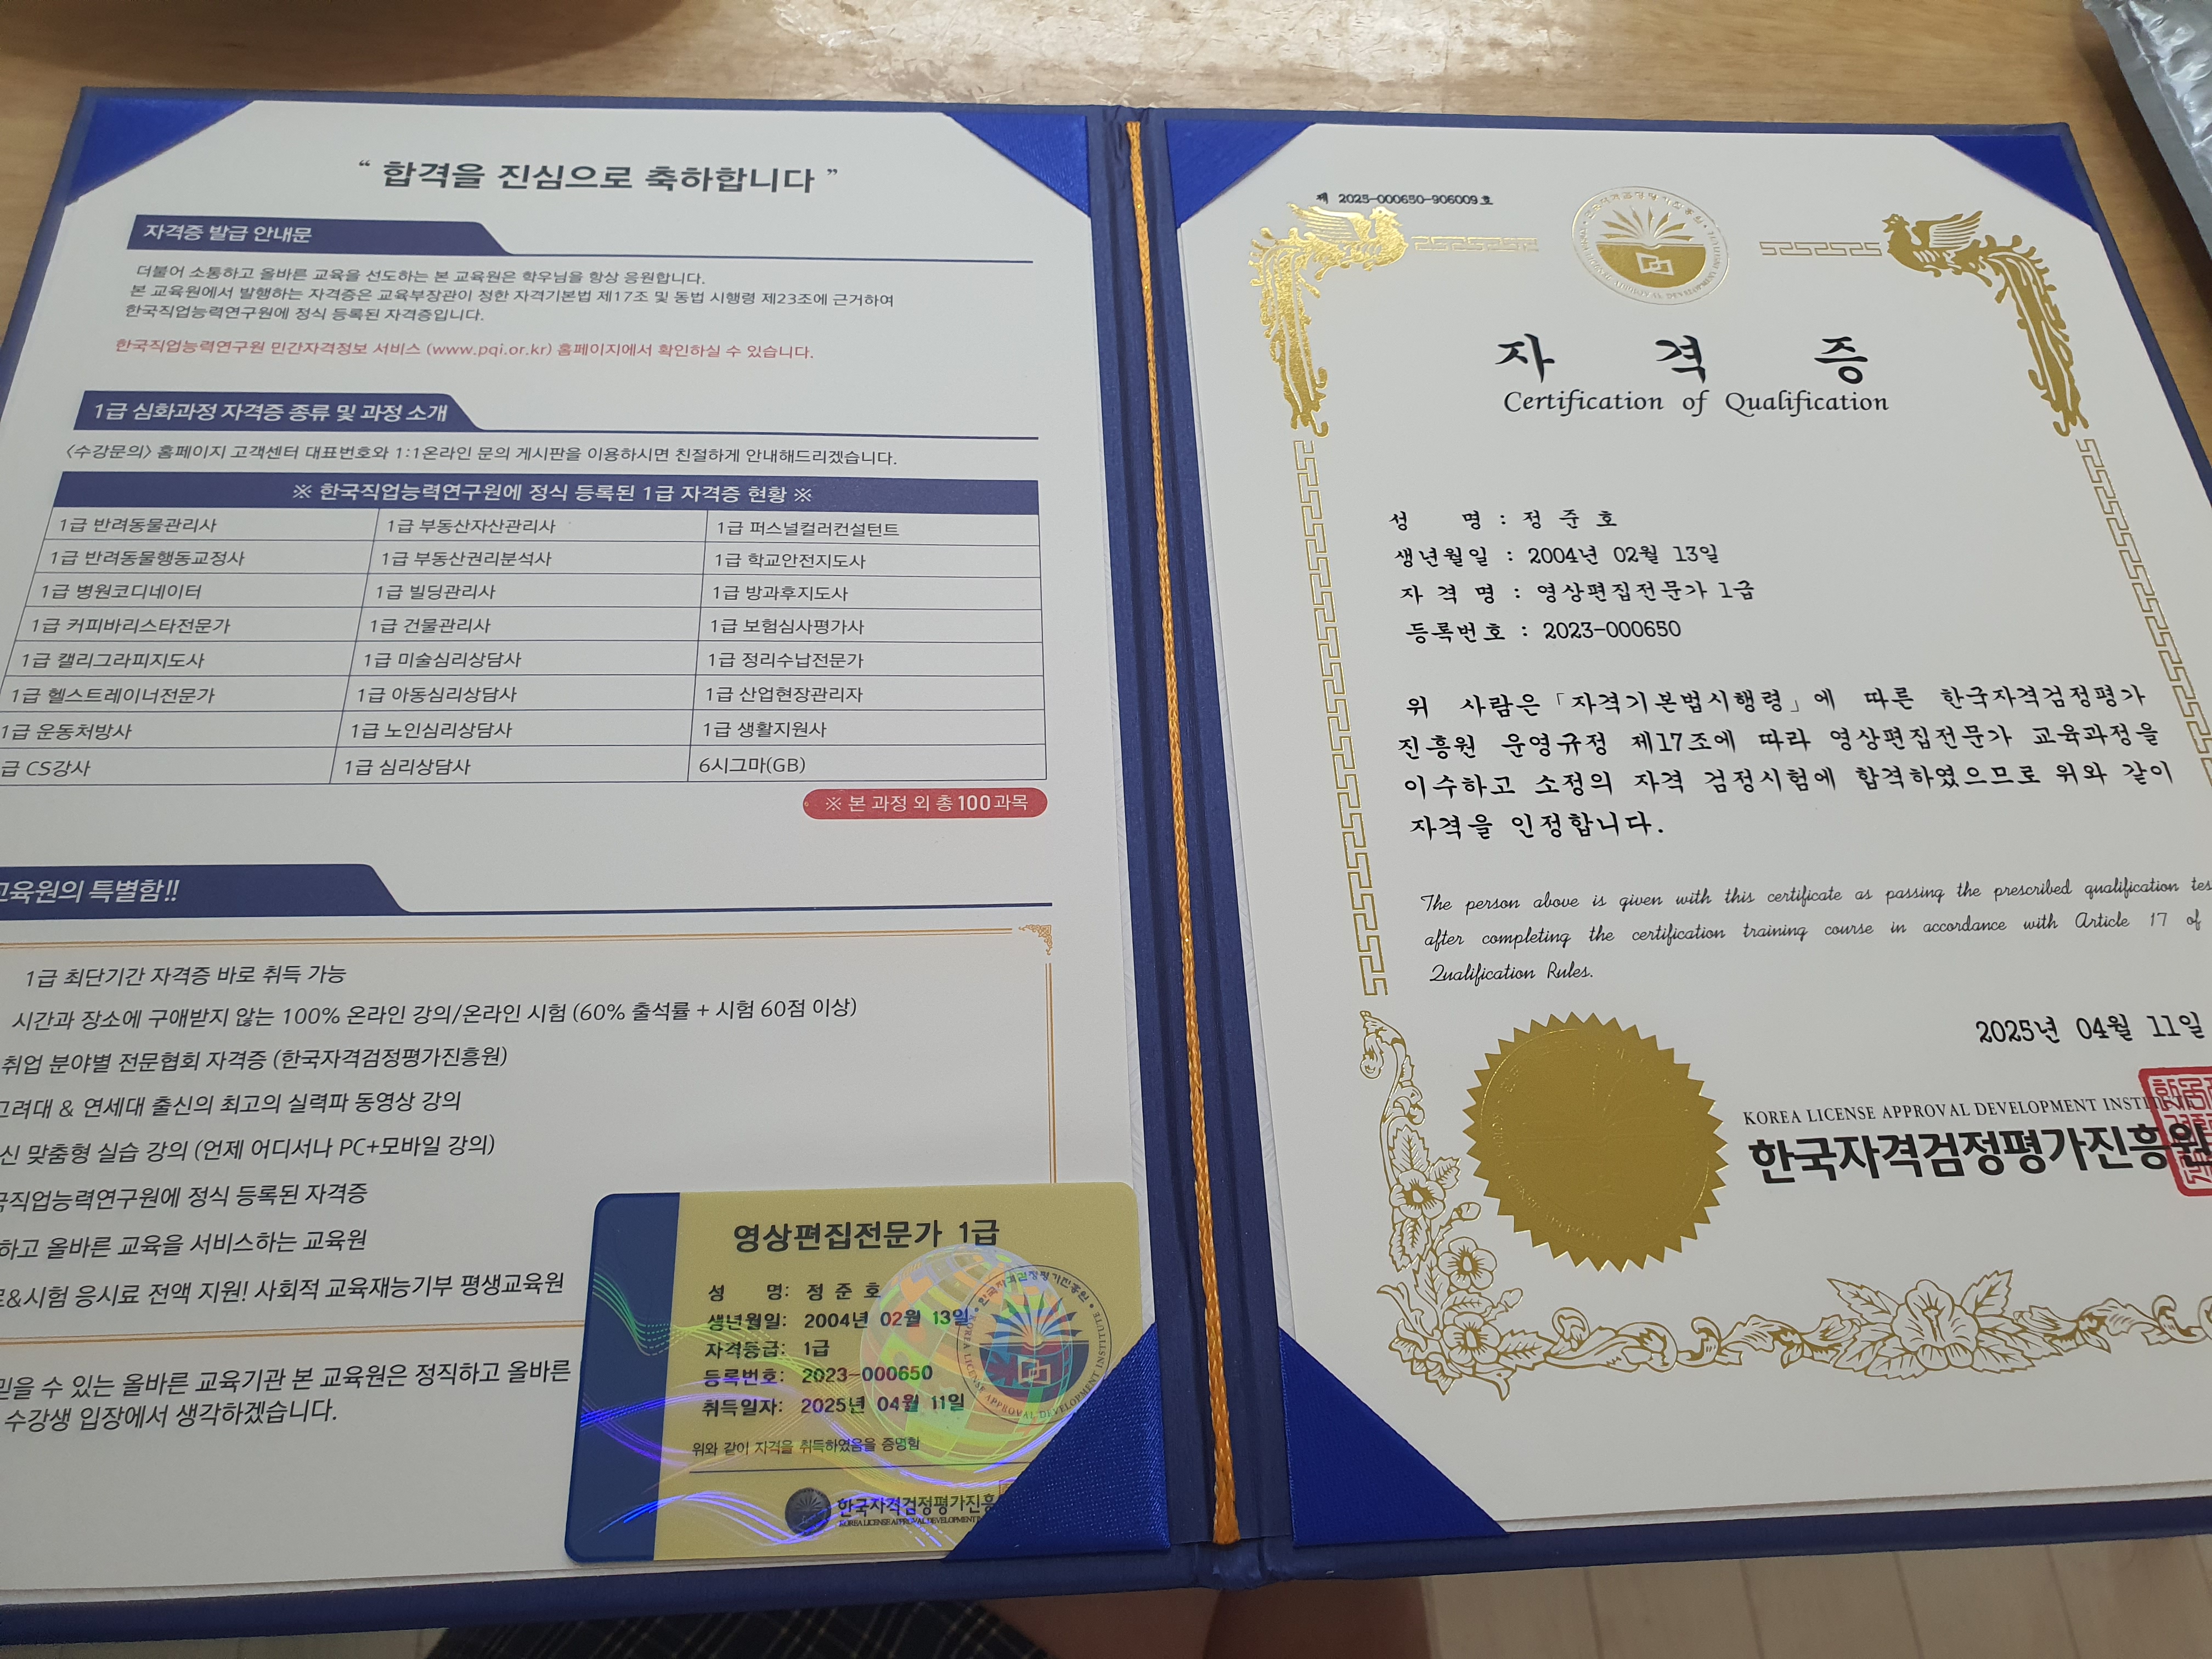 “ 합격을 진심으로 축하합니다 ”
자격증 발급 안내문
더불어 소통하고 올바른 교육을 선도하는 본 교육원은 학우님을 항상 응원합니다.
본 교육원에서 발행하는 자격증은 교육부장관이 정한 자격기본법 제17조 및 동법 시행령 제23조에 근거하여
한국직업능력연구원에 정식 등록된 자격증입니다.
한국직업능력연구원 민간자격정보 서비스 (www.pqi.or.kr) 홈페이지에서 확인하실 수 있습니다.
1급 심화과정 자격증 종류 및 과정 소개
<수강문의> 홈페이지 고객센터 대표번호와 1:1온라인 문의 게시판을 이용하시면 친절하게 안내해드리겠습니다.
※ 한국직업능력연구원에 정식 등록된 1급 자격증 현황 ※
1급 반려동물관리사 1급 부동산자산관리사 1급 퍼스널컬러컨설턴트
1급 반려동물행동교정사 1급 부동산권리분석사 1급 학교안전지도사
1급 병원코디네이터 1급 빌딩관리사 1급 방과후지도사
1급 커피바리스타전문가 1급 건물관리사 1급 보험심사평가사
1급 캘리그라피지도사 1급 미술심리상담사 1급 정리수납전문가
1급 헬스트레이너전문가 1급 아동심리상담사 1급 산업현장관리자
1급 운동처방사 1급 노인심리상담사 1급 생활지원사
급 CS강사 1급 심리상담사 6시그마(GB)
※ 본 과정 외 총 100과목
교육원의 특별함!!
1급 최단기간 자격증 바로 취득 가능
시간과 장소에 구애받지 않는 100% 온라인 강의/온라인 시험 (60% 출석률 + 시험 60점 이상)
취업 분야별 전문협회 자격증 (한국자격검정평가진흥원)
고려대 & 연세대 출신의 최고의 실력파 동영상 강의
신 맞춤형 실습 강의 (언제 어디서나 PC+모바일 강의)
국직업능력연구원에 정식 등록된 자격증
하고 올바른 교육을 서비스하는 교육원
&시험 응시료 전액 지원! 사회적 교육재능기부 평생교육원
믿을 수 있는 올바른 교육기관 본 교육원은 정직하고 올바른
수강생 입장에서 생각하겠습니다.
영상편집전문가 1급
성 명: 정 준 호
생년월일: 2004년 02월 13일
자격등급: 1급
등록번호: 2023-000650
취득일자: 2025년 04월 11일
위와 같이 자격을 취득하였음을 증명함
한국자격검정평가진흥
KOREA LICENSE APPROVAL DEVELOPMENT
제 2025-000650-906009호
자 격 증
Certification of Qualification
성 명 : 정 준 호
생년월일 : 2004년 02월 13일
자 격 명 : 영상편집전문가 1급
등록번호 : 2023-000650
위 사람은 「자격기본법시행령」에 따른 한국자격검정평가
진흥원 운영규정 제17조에 따라 영상편집전문가 교육과정을
이수하고 소정의 자격 검정시험에 합격하였으므로 위와 같이
자격을 인정합니다.
The person above is given with this certificate as passing the prescribed qualification tes
after completing the certification training course in accordance with Article 17 of
Qualification Rules.
2025년 04월 11일
KOREA LICENSE APPROVAL DEVELOPMENT INSTITUTE
한국자격검정평가진흥원